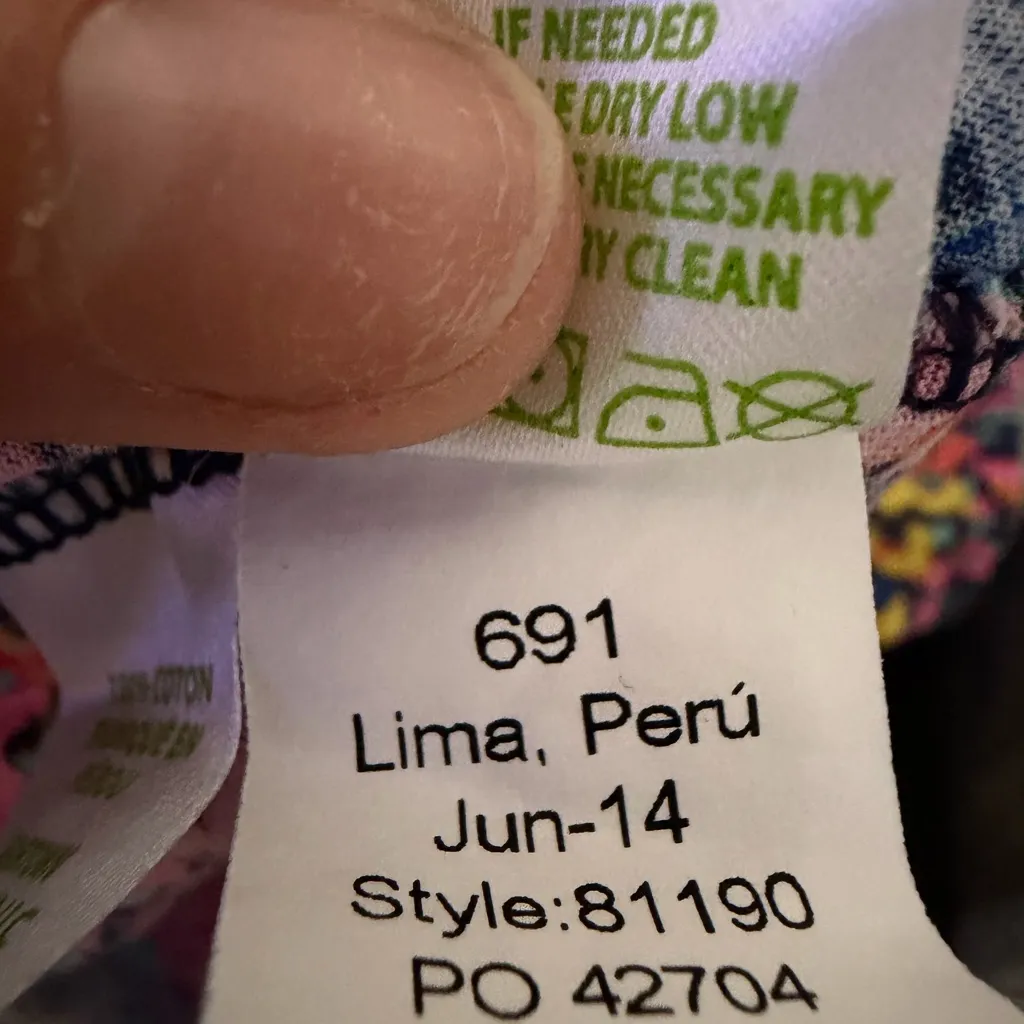 IF NEEDED
DRY LOW
NECESSARY
CLEAN
691
Lima, Perú
Jun-14
Style:81190
PO 42704